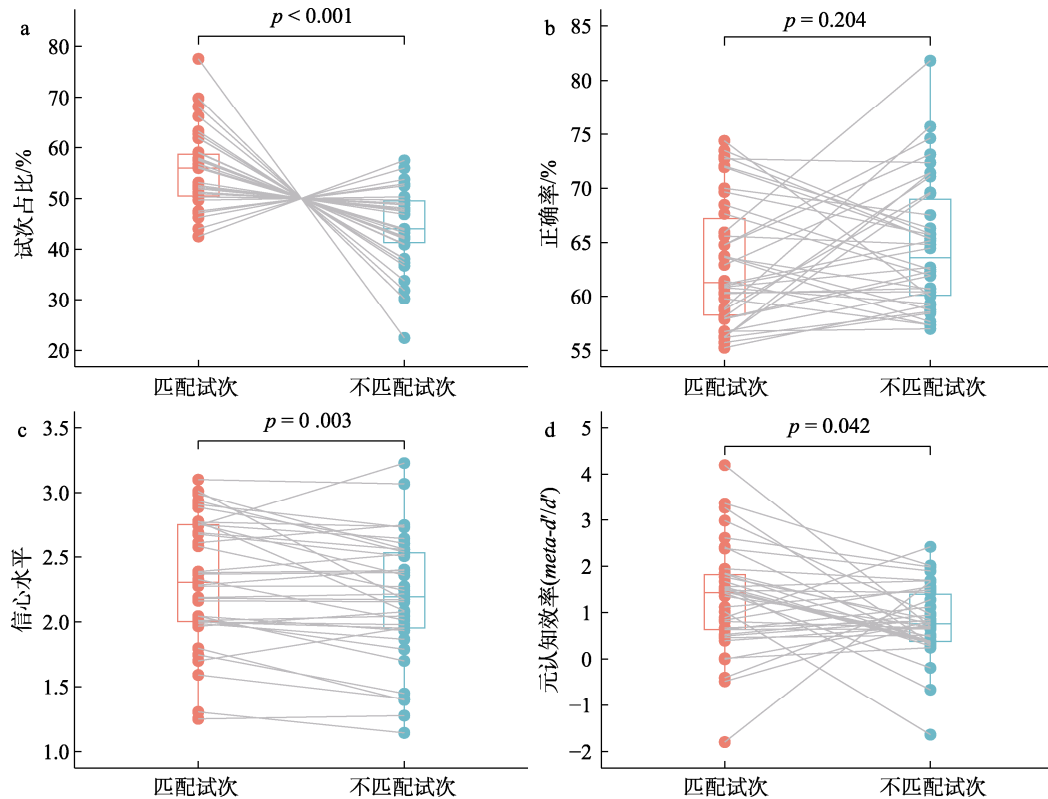 a
p < 0.001
试次占比/%
80
70
60
50
40
30
20
匹配试次
不匹配试次
b
p = 0.204
正确率/%
85
80
75
70
65
60
55
匹配试次
不匹配试次
c
p = 0 .003
信心水平
3.5
3.0
2.5
2.0
1.5
1.0
匹配试次
不匹配试次
d
p = 0.042
元认知效率(meta-d′/d′)
5
4
3
2
1
0
−1
−2
匹配试次
不匹配试次